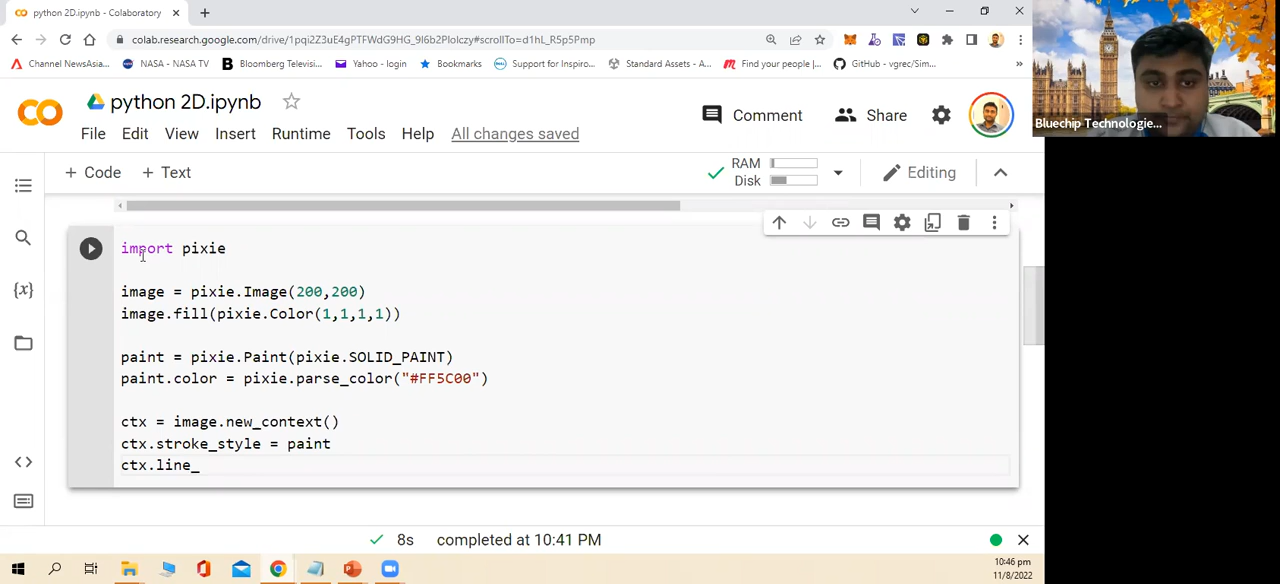 python 2D.ipynb - Colaboratory
colab.research.google.com/drive/1pqi2Z3uE4gPTFWdG9HG_9I6b2Plolczy#scrollTo=d1hL_R5p5Pmp
Channel NewsAsia... NASA - NASA TV Bloomberg Televisi... Yahoo - login Bookmarks Support for Inspiro... Standard Assets - A... Find your people |... GitHub - vgrec/Sim... »
Bluechip Technologie...
python 2D.ipynb
Comment Share
File Edit View Insert Runtime Tools Help All changes saved
+ Code + Text
RAM
Disk
Editing
import pixie
image = pixie.Image(200,200)
image.fill(pixie.Color(1,1,1,1))
paint = pixie.Paint(pixie.SOLID_PAINT)
paint.color = pixie.parse_color("#FF5C00")
ctx = image.new_context()
ctx.stroke_style = paint
ctx.line_
{x}
8s completed at 10:41 PM
10:46 pm
11/8/2022